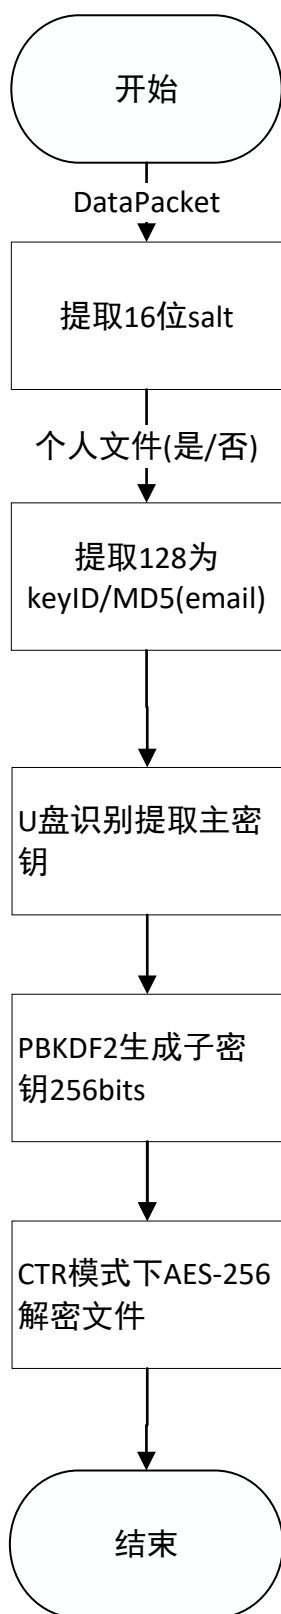 开始
DataPacket
提取16位salt
个人文件(是/否)
提取128为
keyID/MD5(email)
U盘识别提取主密
钥
PBKDF2生成子密
钥256bits
CTR模式下AES-256
解密文件
结束